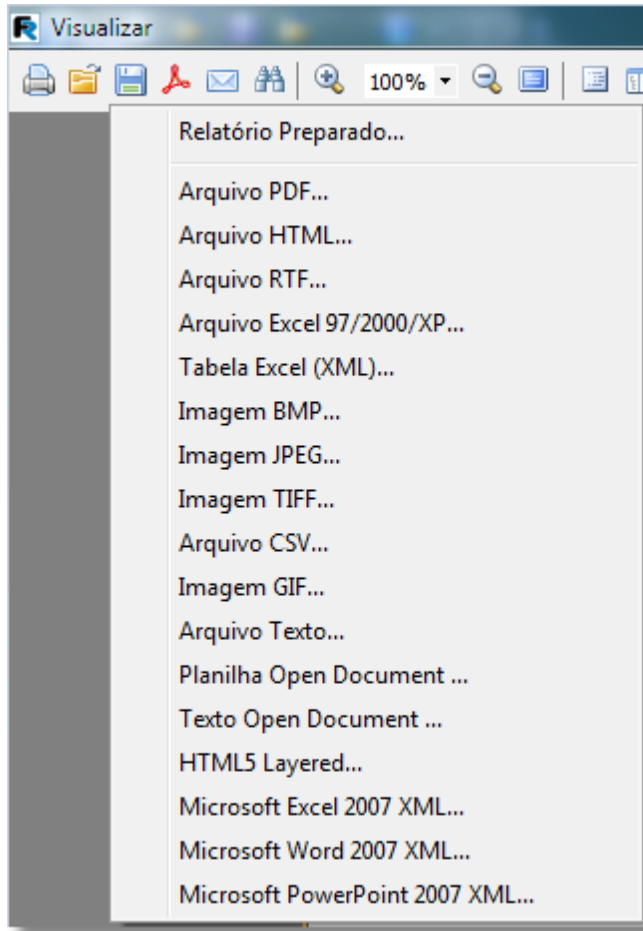 Visualizar
100%
Relatório Preparado...
Arquivo PDF...
Arquivo HTML...
Arquivo RTF...
Arquivo Excel 97/2000/XP...
Tabela Excel (XML)...
Imagem BMP...
Imagem JPEG...
Imagem TIFF...
Arquivo CSV...
Imagem GIF...
Arquivo Texto...
Planilha Open Document ...
Texto Open Document ...
HTML5 Layered...
Microsoft Excel 2007 XML...
Microsoft Word 2007 XML...
Microsoft PowerPoint 2007 XML...